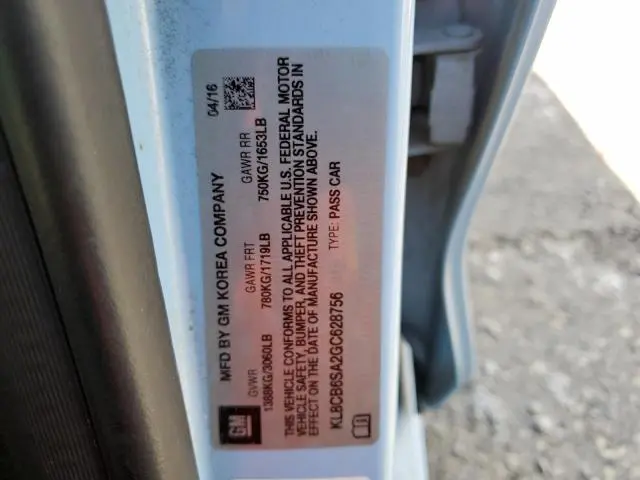 MFD BY GM KOREA COMPANY 04/16
GVWR GAWR FRT GAWR RR
1388KG/3060LB 780KG/1719LB 750KG/1653LB
THIS VEHICLE CONFORMS TO ALL APPLICABLE U.S. FEDERAL MOTOR
VEHICLE SAFETY, BUMPER, AND THEFT PREVENTION STANDARDS IN
EFFECT ON THE DATE OF MANUFACTURE SHOWN ABOVE.
KL8CB6SA2GC628756 TYPE: PASS CAR
GM